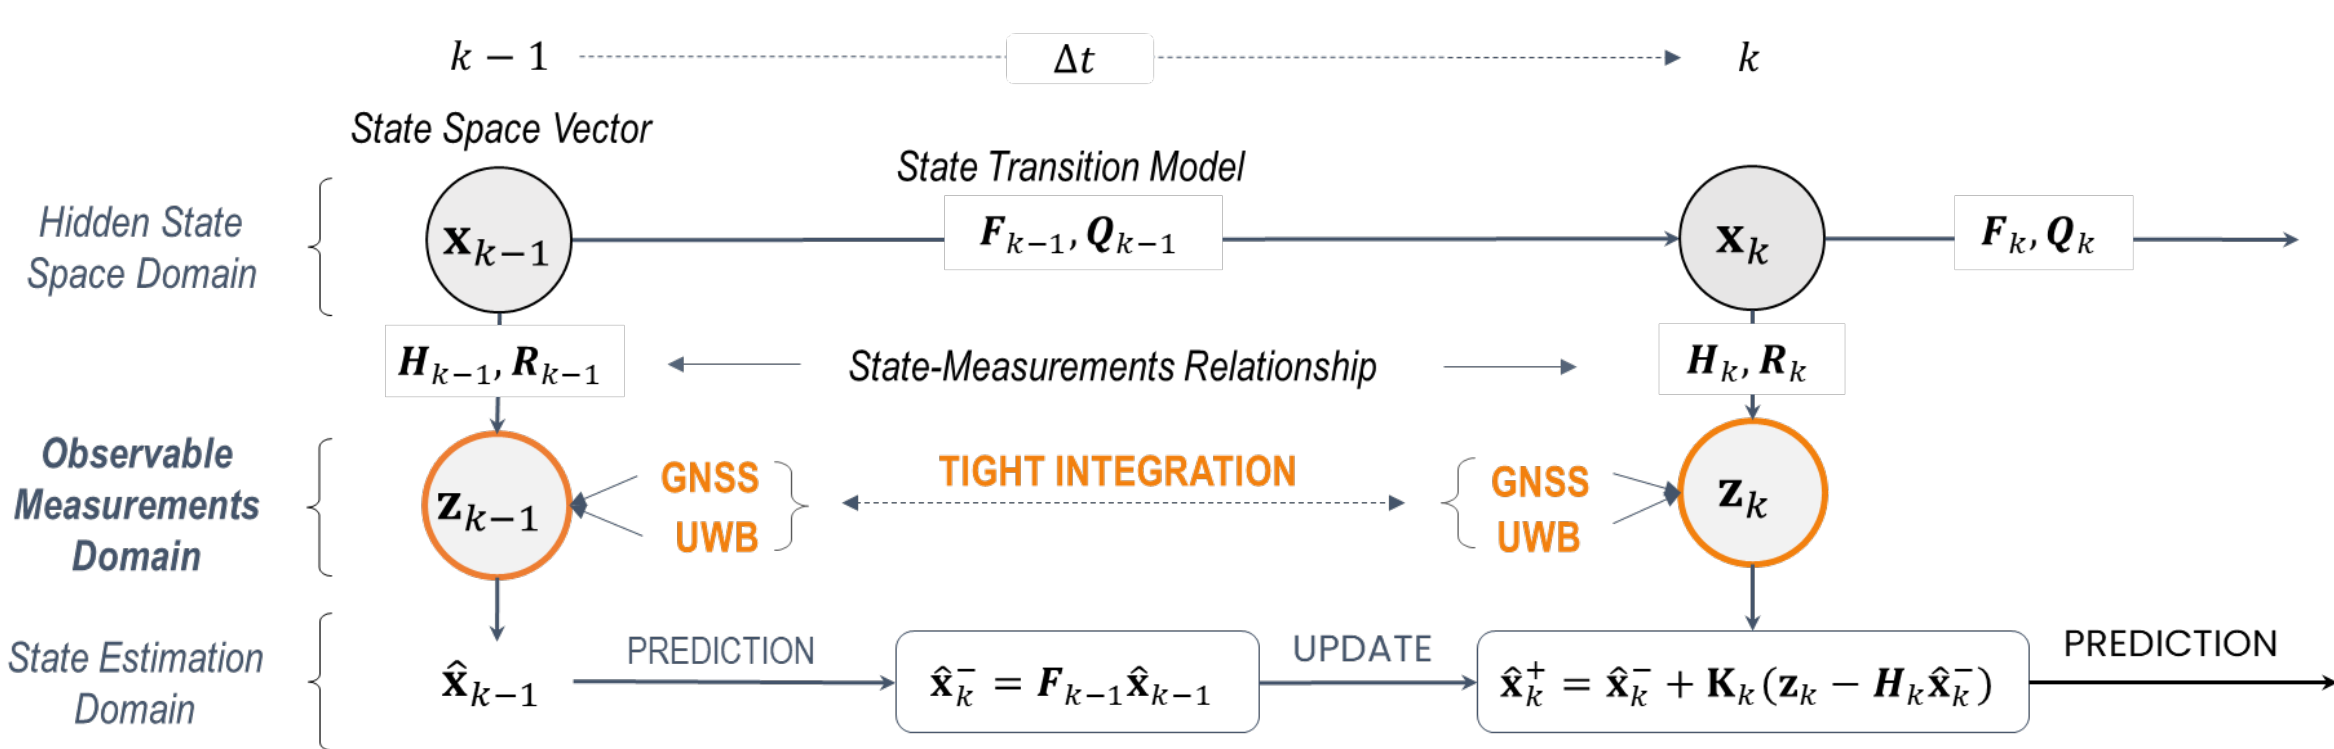 k − 1
Δt
k
State Space Vector
State Transition Model
Hidden State
Space Domain
x_{k−1}
F_{k−1}, Q_{k−1}
x_k
F_k, Q_k
H_{k−1}, R_{k−1}
State-Measurements Relationship
H_k, R_k
Observable
Measurements
Domain
z_{k−1}
GNSS
UWB
TIGHT INTEGRATION
GNSS
UWB
z_k
State Estimation
Domain
x̂_{k−1}
PREDICTION
x̂_k^− = F_{k−1}x̂_{k−1}
UPDATE
x̂_k^+ = x̂_k^− + K_k(z_k − H_kx̂_k^−)
PREDICTION